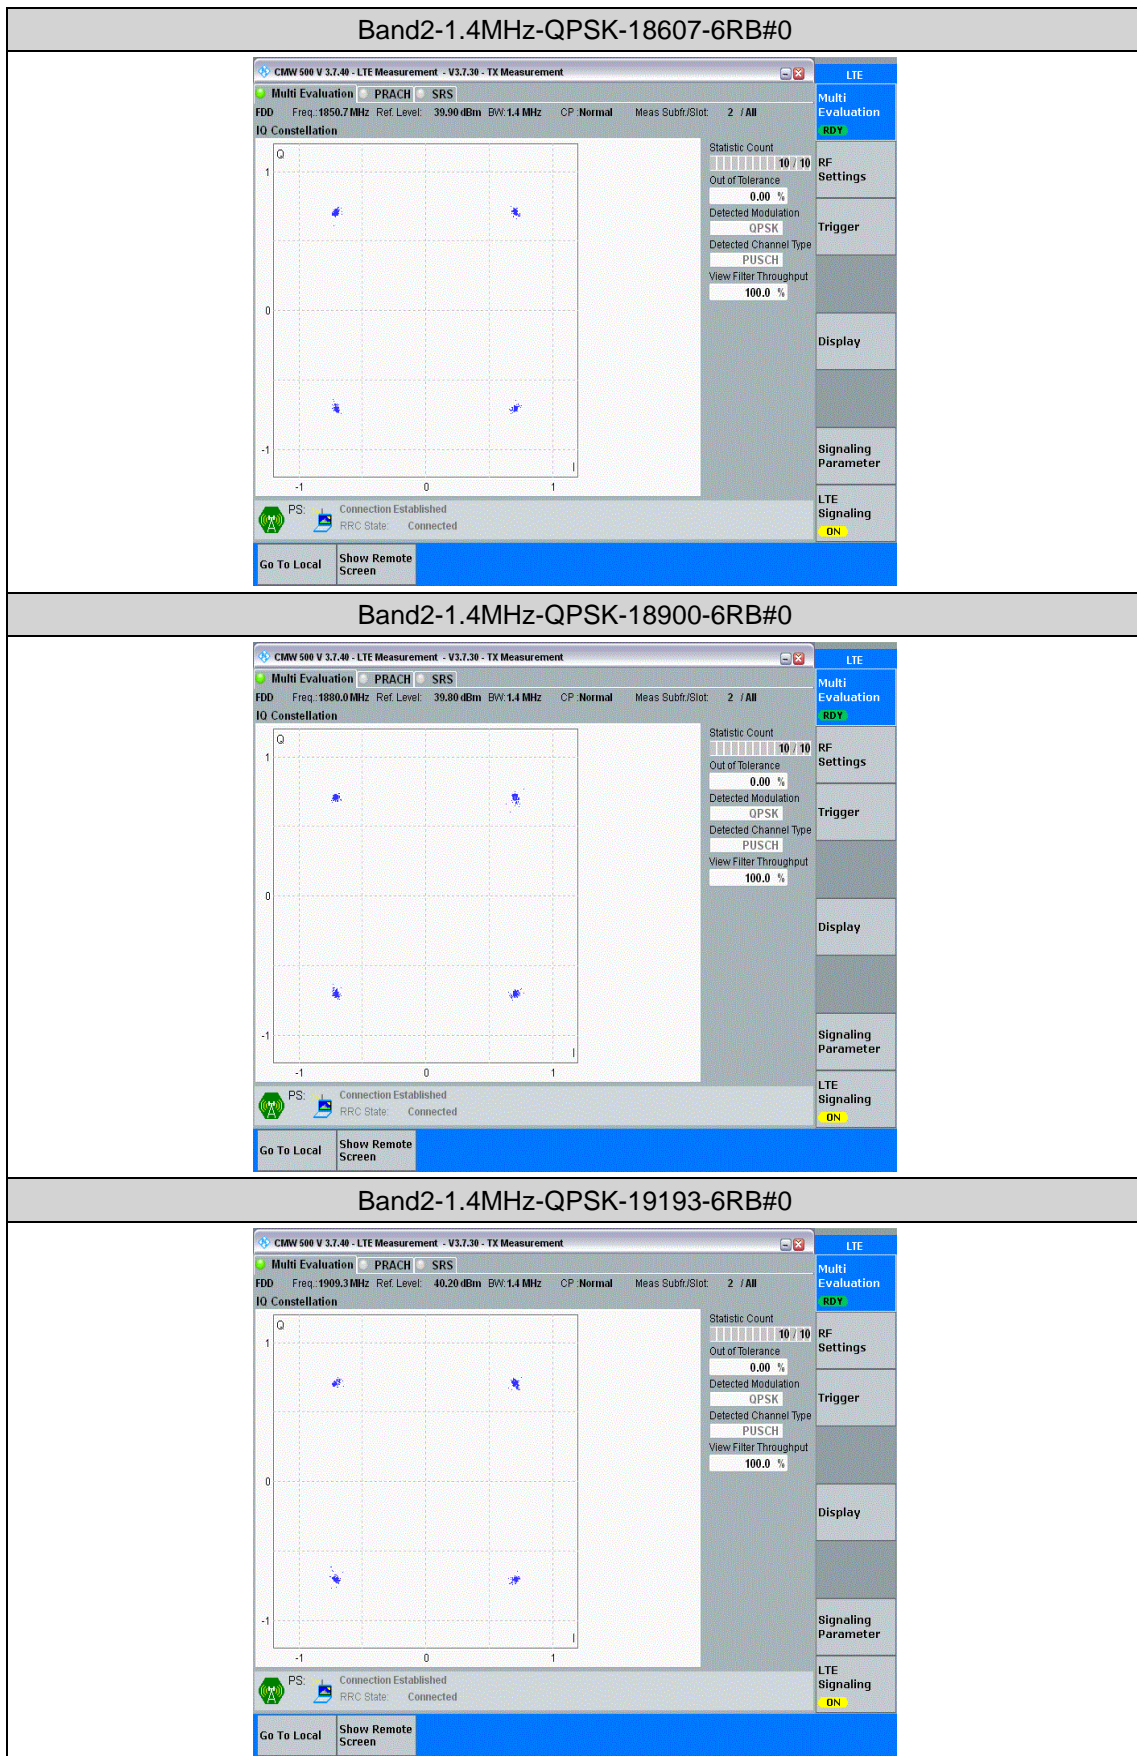 Band2-1.4MHz-QPSK-18607-6RB#0
CMW 500 V 3.7.40 - LTE Measurement - V3.7.30 - TX Measurement
LTE
Multi Evaluation PRACH SRS
Multi
Evaluation
RDY
FDD Freq.:1850.7 MHz Ref. Level: 39.90 dBm BW:1.4 MHz CP :Normal Meas Subfr./Slot: 2 / All
IQ Constellation
Q
1
0
-1
I
-1 0 1
Statistic Count
10 / 10
Out of Tolerance
0.00 %
Detected Modulation
QPSK
Detected Channel Type
PUSCH
View Filter Throughput
100.0 %
RF
Settings
Trigger
Display
Signaling
Parameter
LTE
Signaling
ON
PS: Connection Established
RRC State: Connected
Go To Local
Show Remote
Screen
Band2-1.4MHz-QPSK-18900-6RB#0
CMW 500 V 3.7.40 - LTE Measurement - V3.7.30 - TX Measurement
LTE
Multi Evaluation PRACH SRS
Multi
Evaluation
RDY
FDD Freq.:1880.0 MHz Ref. Level: 39.80 dBm BW:1.4 MHz CP :Normal Meas Subfr./Slot: 2 / All
IQ Constellation
Q
1
0
-1
I
-1 0 1
Statistic Count
10 / 10
Out of Tolerance
0.00 %
Detected Modulation
QPSK
Detected Channel Type
PUSCH
View Filter Throughput
100.0 %
RF
Settings
Trigger
Display
Signaling
Parameter
LTE
Signaling
ON
PS: Connection Established
RRC State: Connected
Go To Local
Show Remote
Screen
Band2-1.4MHz-QPSK-19193-6RB#0
CMW 500 V 3.7.40 - LTE Measurement - V3.7.30 - TX Measurement
LTE
Multi Evaluation PRACH SRS
Multi
Evaluation
RDY
FDD Freq.:1909.3 MHz Ref. Level: 40.20 dBm BW:1.4 MHz CP :Normal Meas Subfr./Slot: 2 / All
IQ Constellation
Q
1
0
-1
I
-1 0 1
Statistic Count
10 / 10
Out of Tolerance
0.00 %
Detected Modulation
QPSK
Detected Channel Type
PUSCH
View Filter Throughput
100.0 %
RF
Settings
Trigger
Display
Signaling
Parameter
LTE
Signaling
ON
PS: Connection Established
RRC State: Connected
Go To Local
Show Remote
Screen